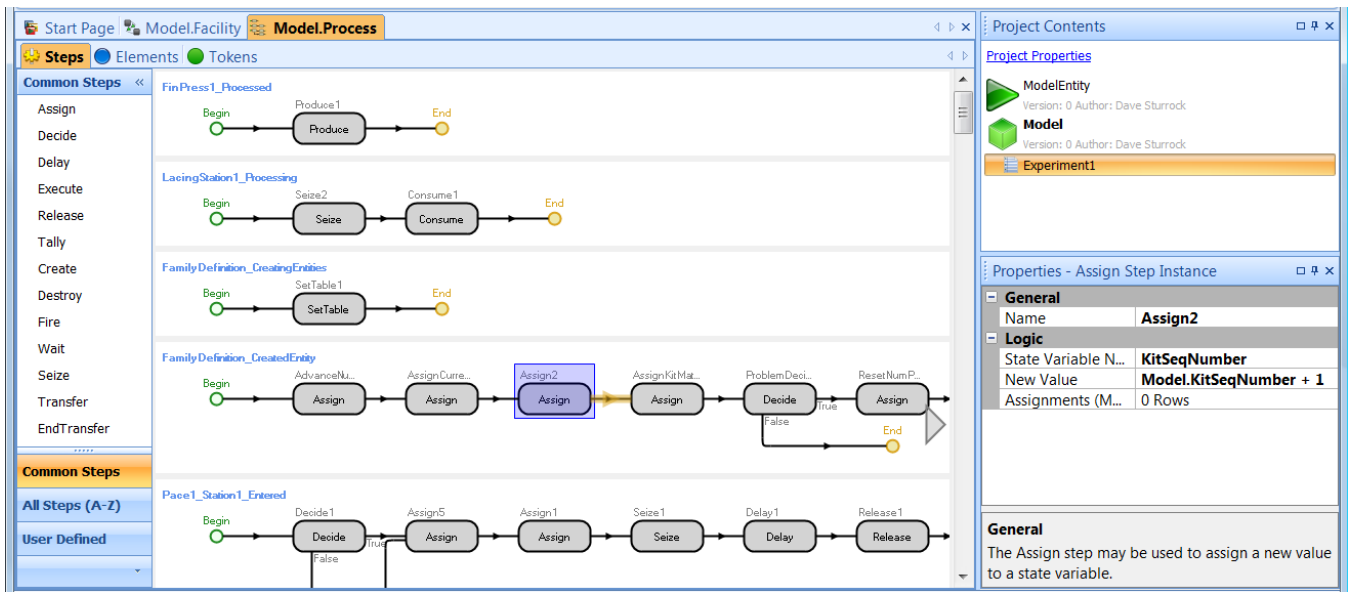 Start Page Model.Facility Model.Process
Steps Elements Tokens
Common Steps «
Assign
Decide
Delay
Execute
Release
Tally
Create
Destroy
Fire
Wait
Seize
Transfer
EndTransfer
Common Steps
All Steps (A-Z)
User Defined
FinPress1_Processed
Begin
Produce1
Produce
End
LacingStation1_Processing
Begin
Seize2
Seize
Consume1
Consume
End
FamilyDefinition_CreatingEntities
Begin
SetTable1
SetTable
End
FamilyDefinition_CreatedEntity
Begin
AdvanceNu...
Assign
AssignCurre...
Assign
Assign2
Assign
AssignKitMat...
Assign
ProblemDeci...
Decide
True
False
ResetNumP...
Assign
End
Pace1_Station1_Entered
Begin
Decide1
Decide
True
False
Assign5
Assign
Assign1
Assign
Seize1
Seize
Delay1
Delay
Release1
Release
Project Contents
Project Properties
ModelEntity
Version: 0 Author: Dave Sturrock
Model
Version: 0 Author: Dave Sturrock
Experiment1
Properties - Assign Step Instance
General
Name Assign2
Logic
State Variable N... KitSeqNumber
New Value Model.KitSeqNumber + 1
Assignments (M... 0 Rows
General
The Assign step may be used to assign a new value
to a state variable.